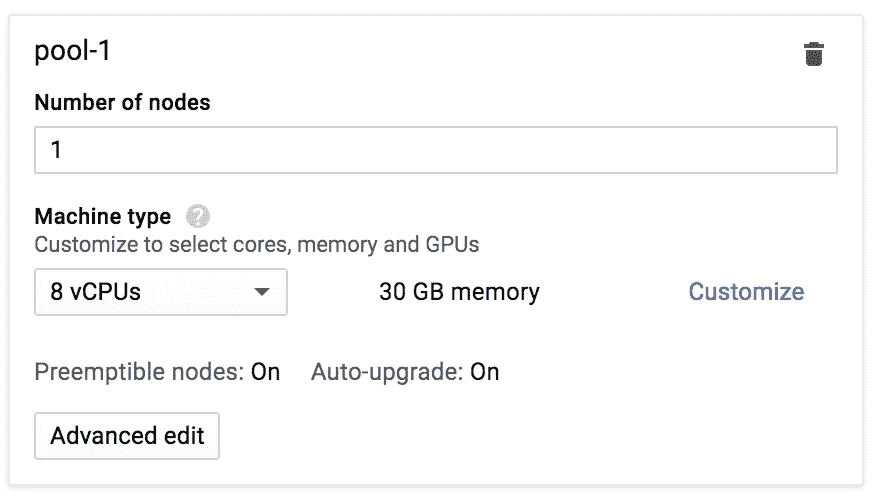 pool-1
Number of nodes
1
Machine type ?
Customize to select cores, memory and GPUs
8 vCPUs 30 GB memory Customize
Preemptible nodes: On Auto-upgrade: On
Advanced edit